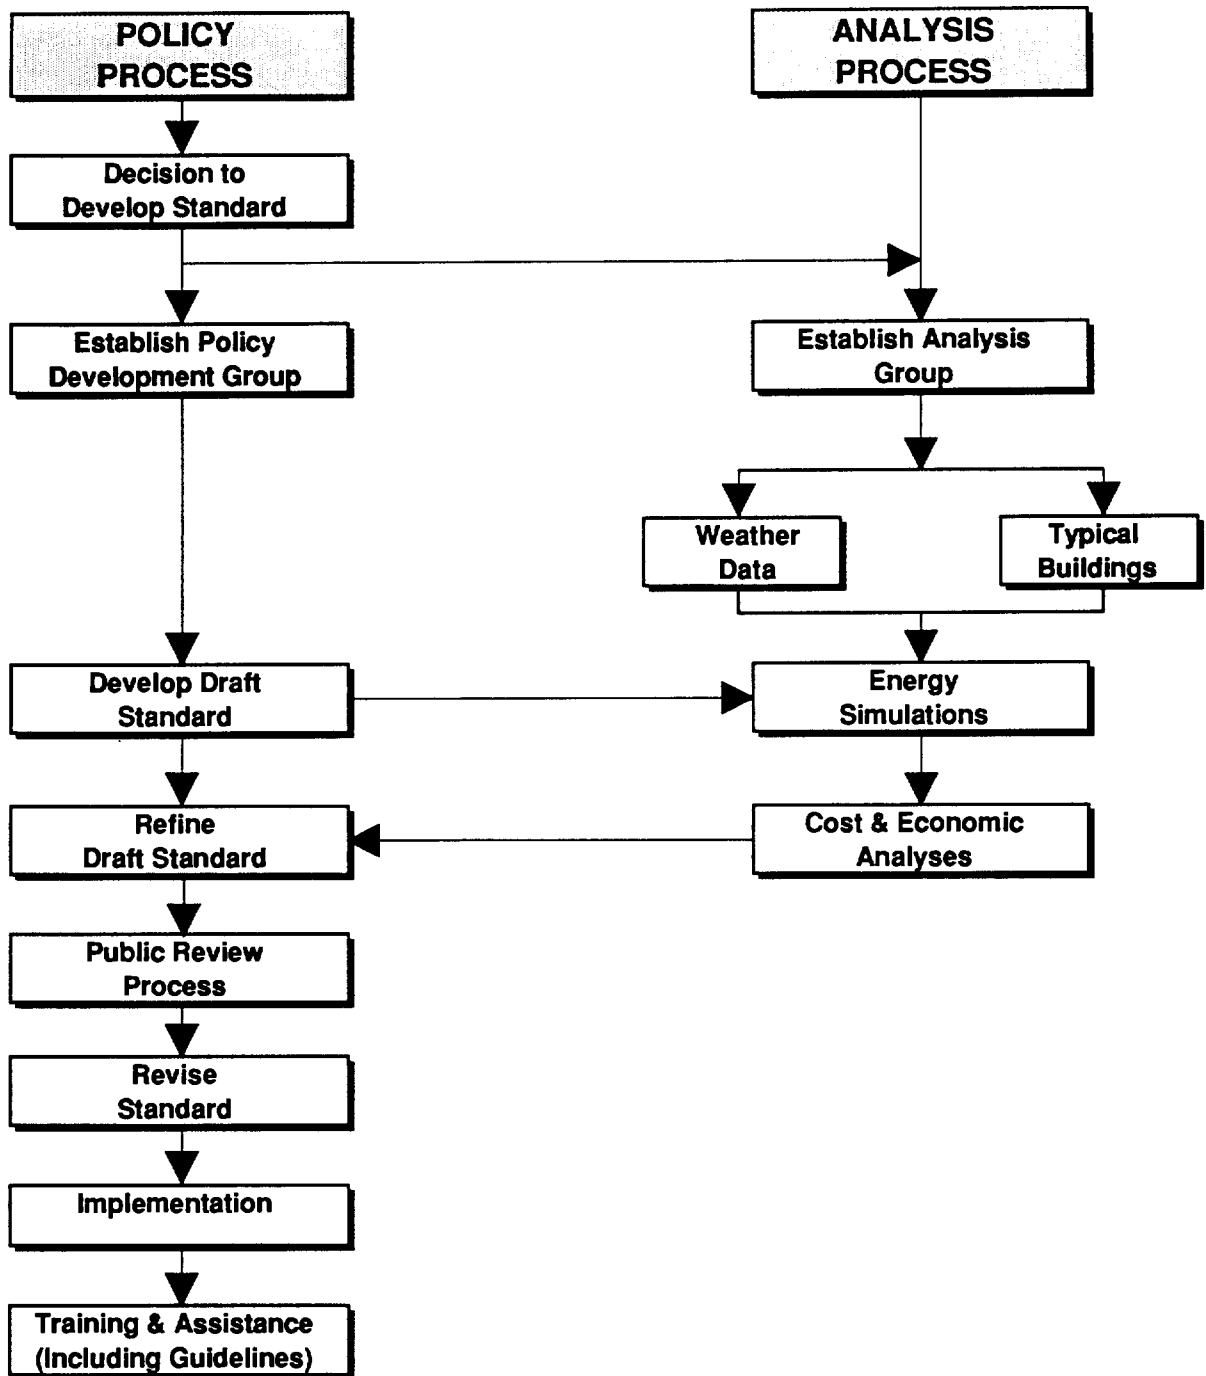 POLICY
PROCESS
ANALYSIS
PROCESS
Decision to
Develop Standard
Establish Policy
Development Group
Establish Analysis
Group
Weather
Data
Typical
Buildings
Develop Draft
Standard
Energy
Simulations
Refine
Draft Standard
Cost & Economic
Analyses
Public Review
Process
Revise
Standard
Implementation
Training & Assistance
(Including Guidelines)